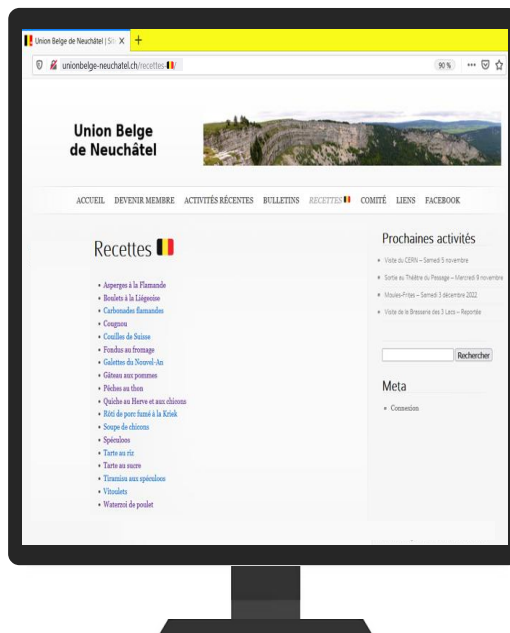 Union Belge de Neuchâtel | Sit
unionbelge-neuchatel.ch/recettes-🇧🇪/
90 %
Union Belge
de Neuchâtel
ACCUEIL DEVENIR MEMBRE ACTIVITÉS RÉCENTES BULLETINS RECETTES🇧🇪 COMITÉ LIENS FACEBOOK
Recettes 🇧🇪
• Asperges à la Flamande
• Boulets à la Liégeoise
• Carbonades flamandes
• Cougnou
• Couilles de Suisse
• Fondus au fromage
• Galettes du Nouvel-An
• Gâteau aux pommes
• Pêches au thon
• Quiche au Herve et aux chicons
• Rôti de porc fumé à la Kriek
• Soupe de chicons
• Spéculoos
• Tarte au riz
• Tarte au sucre
• Tiramisu aux spéculoos
• Vitoulets
• Waterzoï de poulet
Prochaines activités
• Visite du CERN – Samedi 5 novembre
• Sortie au Théâtre du Passage – Mercredi 9 novembre
• Moules-Frites – Samedi 3 décembre 2022
• Visite de la Brasserie des 3 Lacs – Reportée
Rechercher
Meta
• Connexion